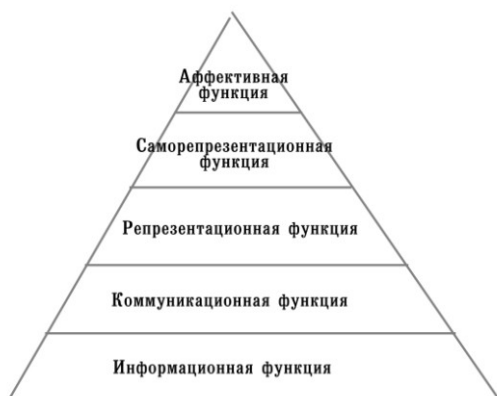 Аффективная
функция
Саморепрезентационная
функция
Репрезентационная функция
Коммуникационная функция
Информационная функция